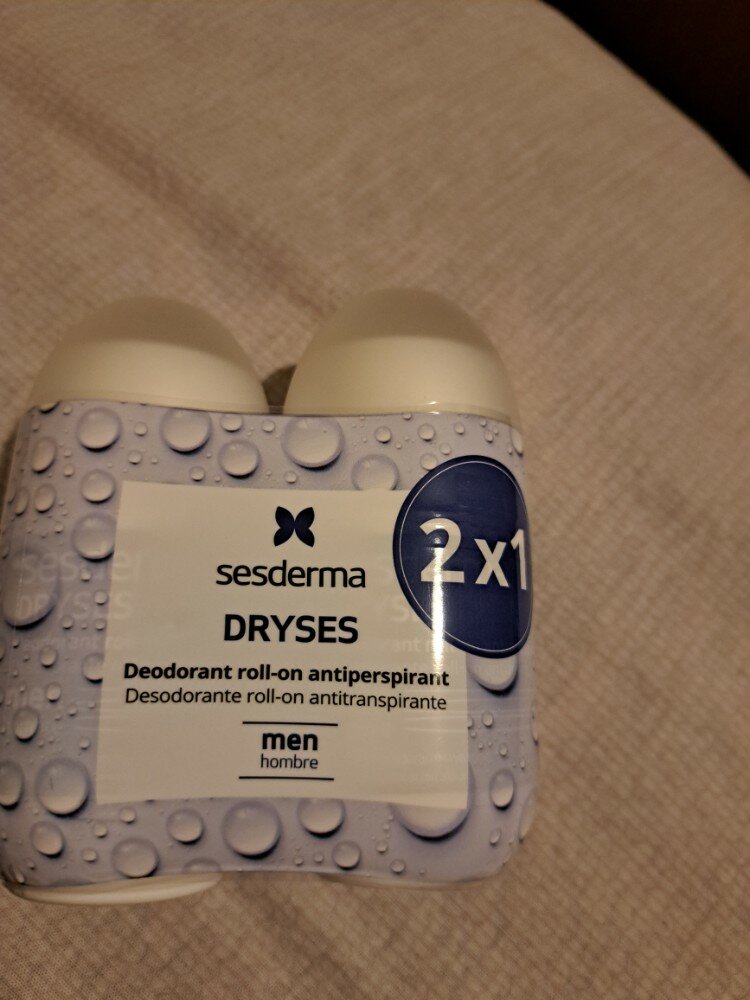 sesderma
2x1
DRYSES
Deodorant roll-on antiperspirant
Desodorante roll-on antitranspirante
men
hombre